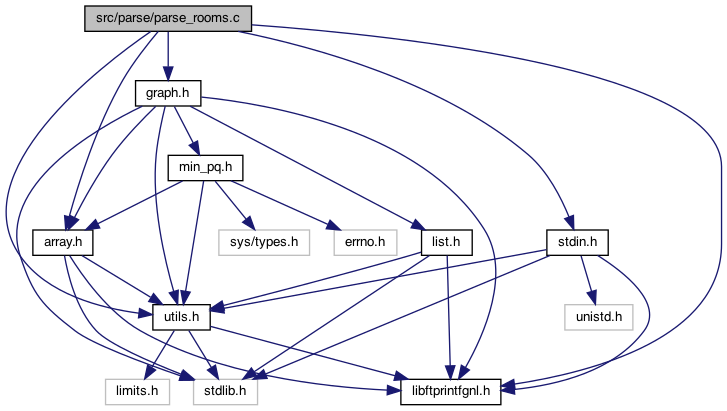 src/parse/parse_rooms.c
graph.h
min_pq.h
array.h
sys/types.h
errno.h
list.h
stdin.h
utils.h
unistd.h
limits.h
stdlib.h
libftprintfgnl.h